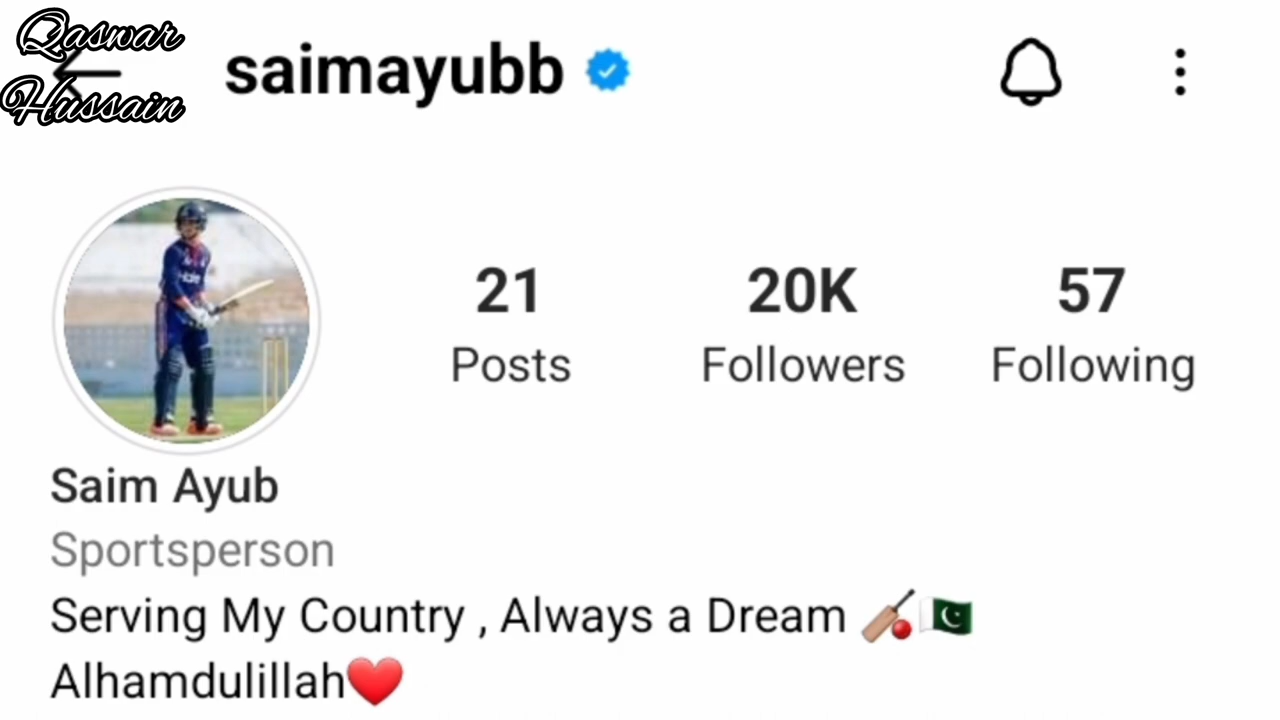 Qaswar
Hussain
saimayubb
21
Posts
20K
Followers
57
Following
Saim Ayub
Sportsperson
Serving My Country , Always a Dream 🏏🇵🇰
Alhamdulillah❤️